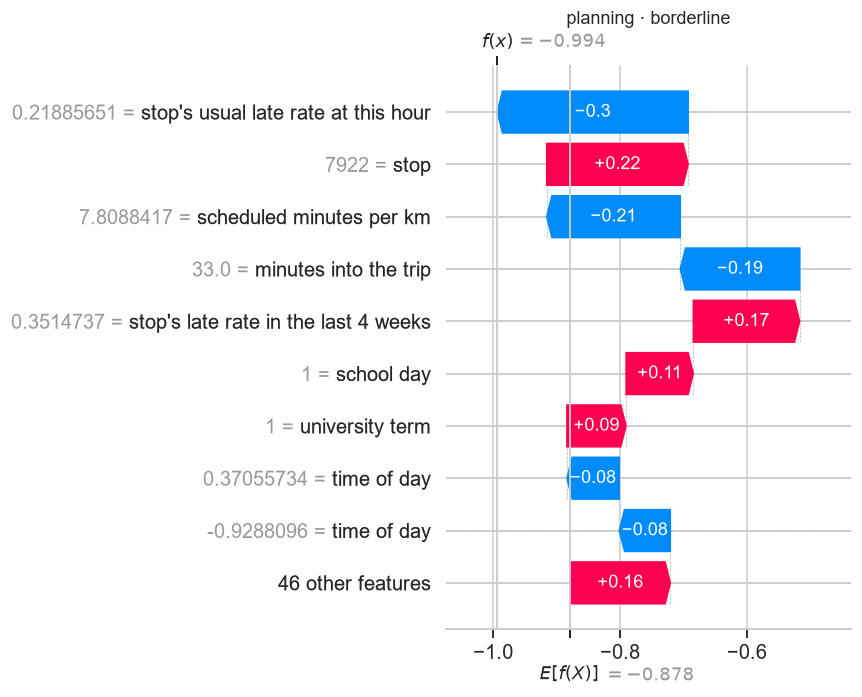 planning · borderline
f(x) = −0.994
0.21885651 = stop's usual late rate at this hour
−0.3
7922 = stop
+0.22
7.8088417 = scheduled minutes per km
−0.21
33.0 = minutes into the trip
−0.19
0.3514737 = stop's late rate in the last 4 weeks
+0.17
1 = school day
+0.11
1 = university term
+0.09
0.37055734 = time of day
−0.08
-0.9288096 = time of day
−0.08
46 other features
+0.16
−1.0
−0.8
−0.6
E[f(X)] = −0.878